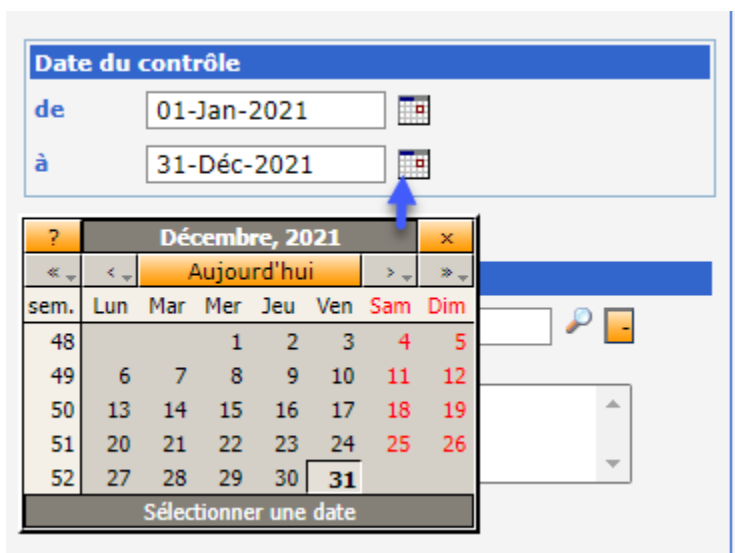 Date du contrôle
de 01-Jan-2021
à 31-Déc-2021
? Décembre, 2021 ×
« ‹ Aujourd'hui › »
sem. Lun Mar Mer Jeu Ven Sam Dim
48 1 2 3 4 5
49 6 7 8 9 10 11 12
50 13 14 15 16 17 18 19
51 20 21 22 23 24 25 26
52 27 28 29 30 31
Sélectionner une date